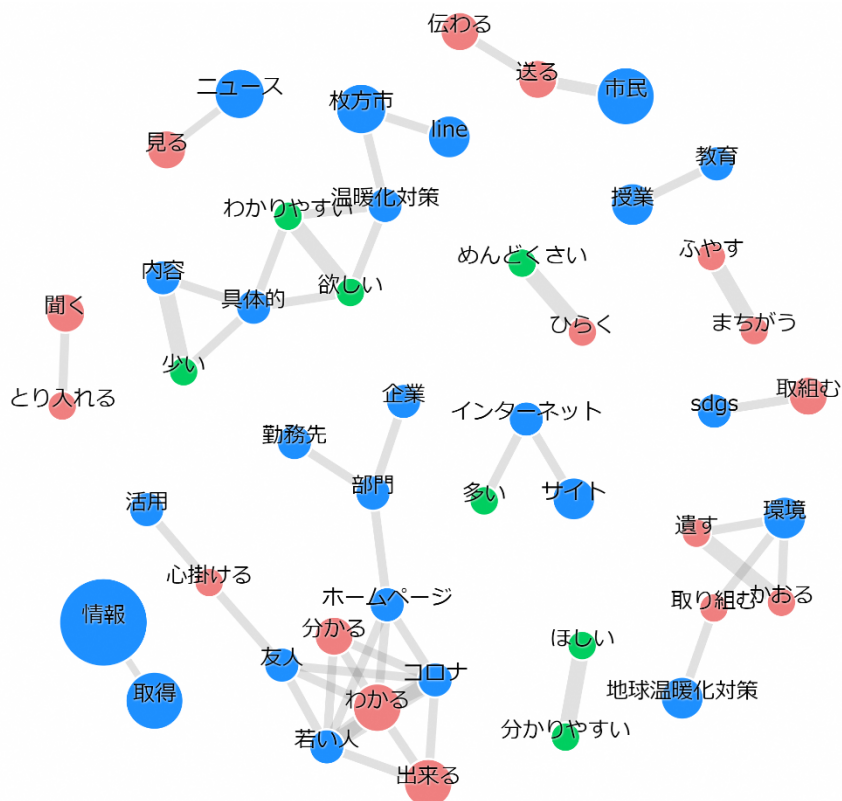 伝わる
送る
市民
ニュース
見る
枚方市
line
教育
授業
わかりやすい
温暖化対策
めんどくさい
ふやす
内容
具体的
欲しい
聞く
ひらく
まちがう
少い
とり入れる
企業
インターネット
sdgs
取組む
勤務先
部門
多い
サイト
活用
遺す
環境
心掛ける
ホームページ
取り組む
かおる
情報
分かる
ほしい
友人
コロナ
取得
わかる
地球温暖化対策
若い人
分かりやすい
出来る